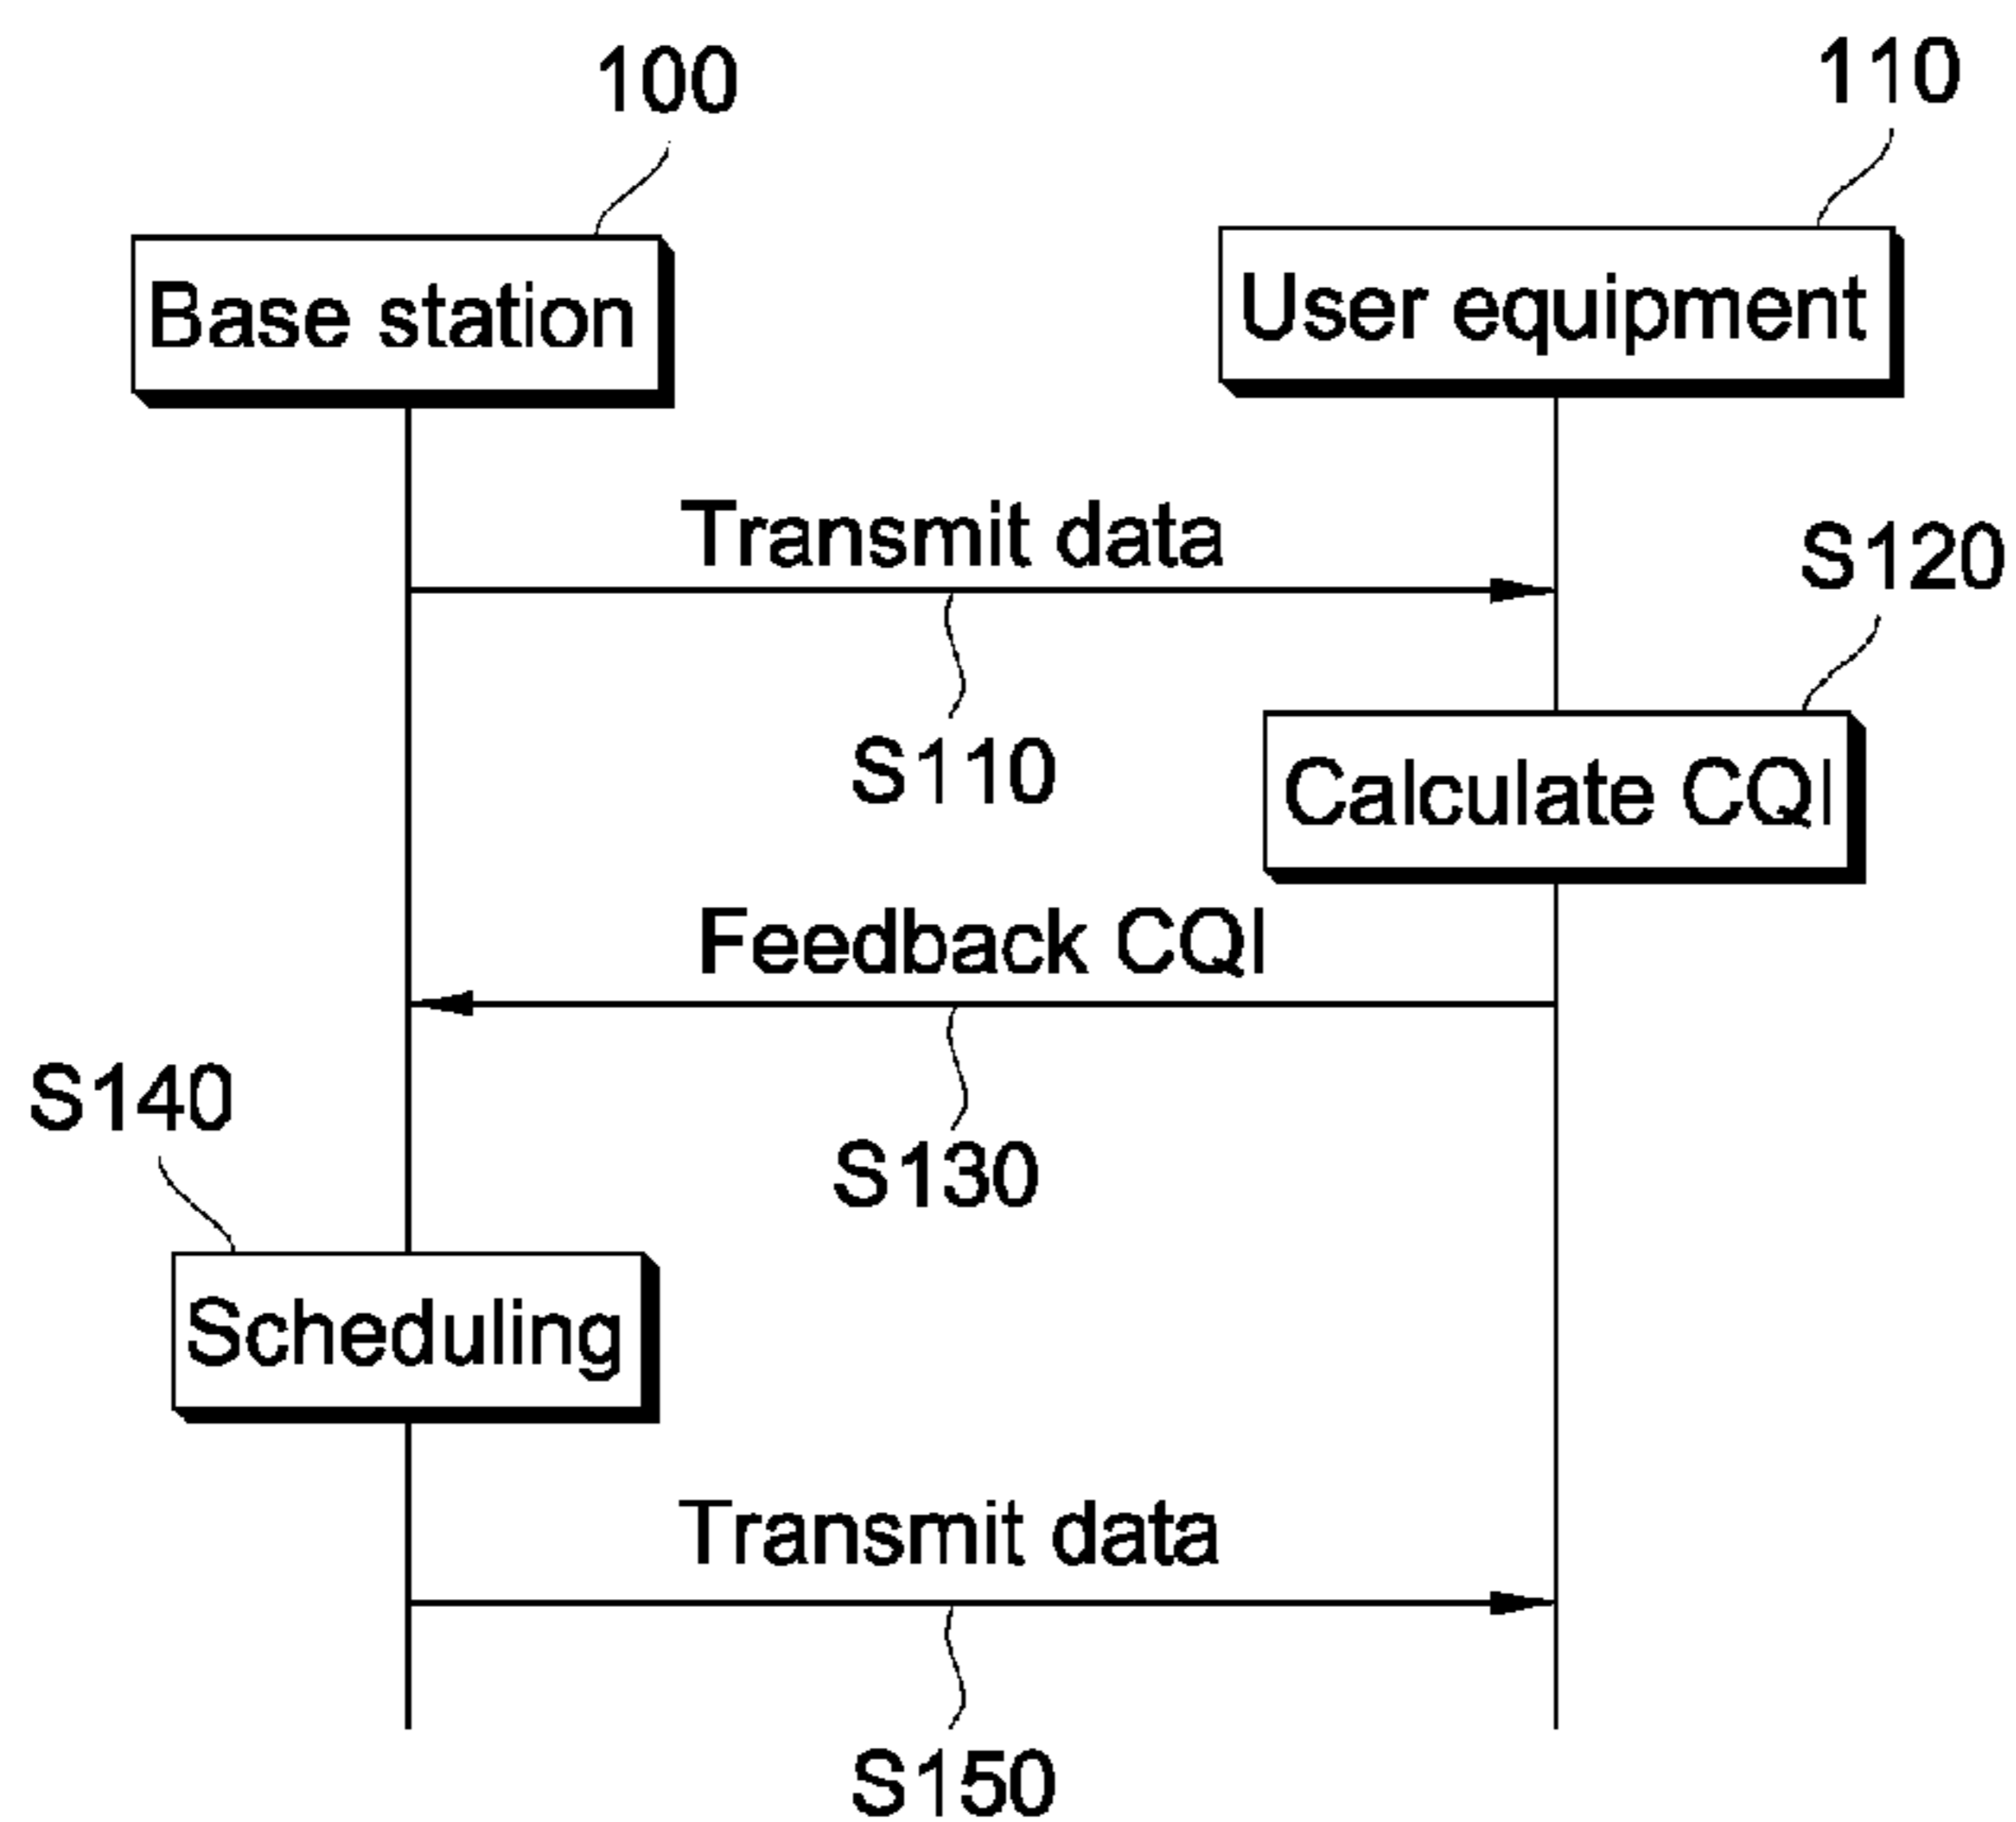 100
110
Base station
User equipment
Transmit data
S120
S110
Calculate CQI
Feedback CQI
S140
S130
Scheduling
Transmit data
S150